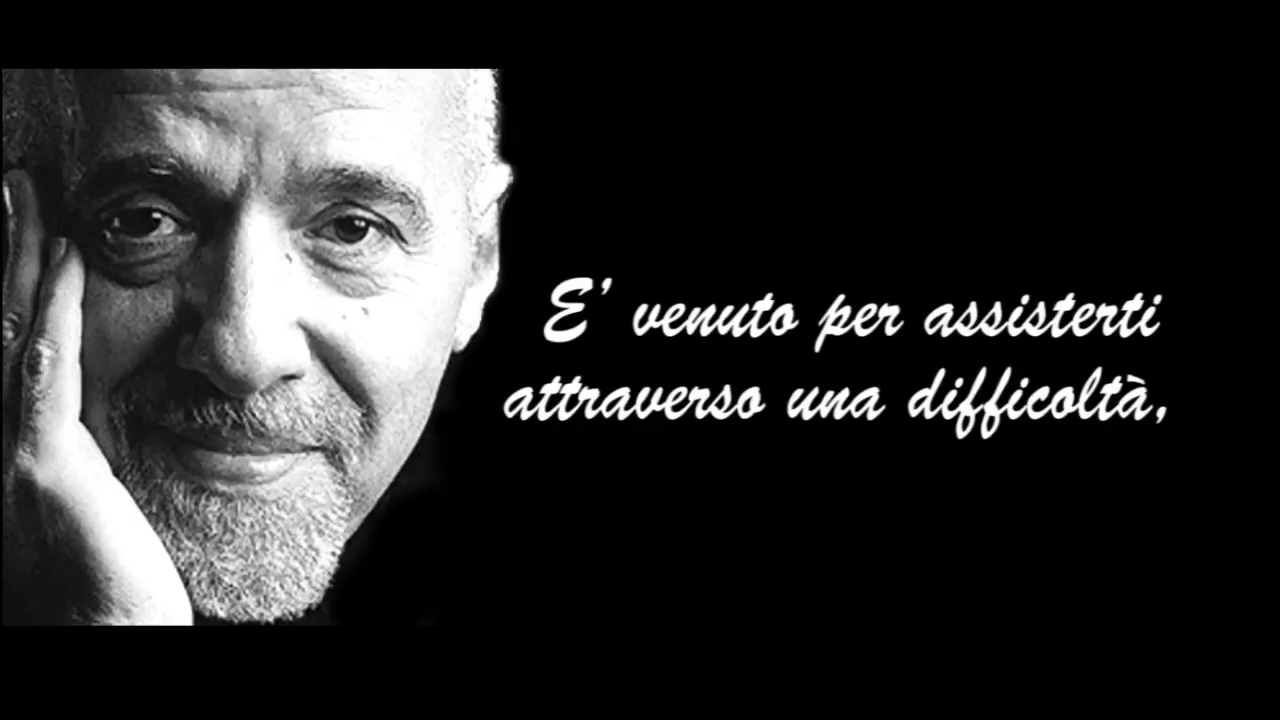 E' venuto per assisterti
attraverso una difficoltà,